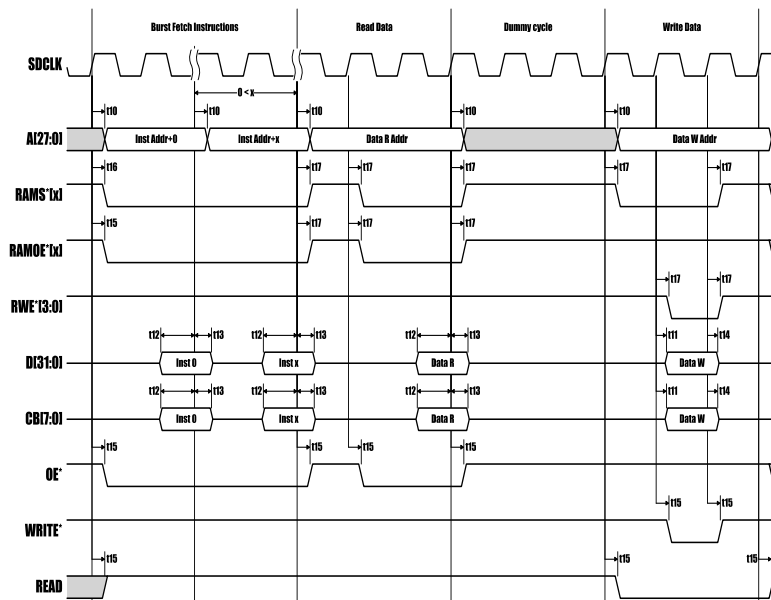 Burst Fetch Instructions Read Data Dummy cycle Write Data
SDCLK
0 < x
t10 t10 t10 t10 t10
A[27:0] Inst Addr+0 Inst Addr+x Data R Addr Data W Addr
t16 t17 t17 t17 t17 t17
RAMS*[x]
t15 t17 t17 t17
RAMOE*[x]
t17 t17
RWE*[3:0]
t12 t13 t12 t13 t12 t13 t11 t14
D[31:0] Inst 0 Inst x Data R Data W
t12 t13 t12 t13 t12 t13 t11 t14
CB[7:0] Inst 0 Inst x Data R Data W
t15 t15 t15 t15
OE*
t15 t15
WRITE*
t15 t15 t15
READ